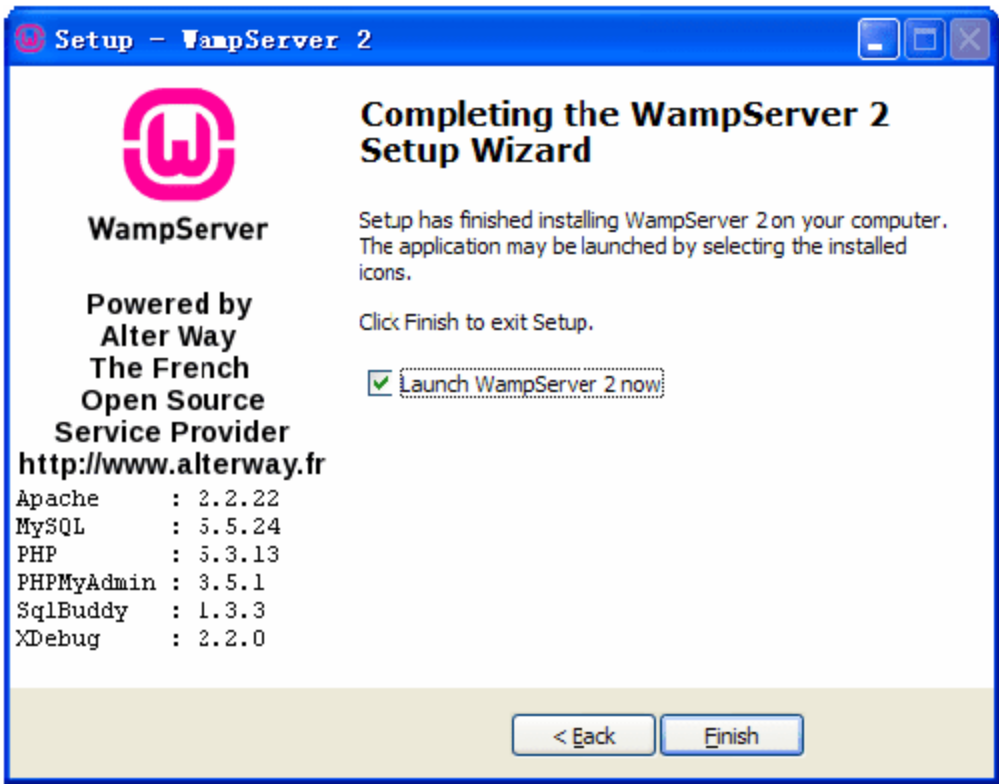 Setup - WampServer 2
WampServer
Powered by
Alter Way
The French
Open Source
Service Provider
http://www.alterway.fr
Apache : 2.2.22
MySQL : 5.5.24
PHP : 5.3.13
PHPMyAdmin : 3.5.1
SqlBuddy : 1.3.3
XDebug : 2.2.0
Completing the WampServer 2
Setup Wizard
Setup has finished installing WampServer 2 on your computer.
The application may be launched by selecting the installed
icons.
Click Finish to exit Setup.
Launch WampServer 2 now
< Back
Finish